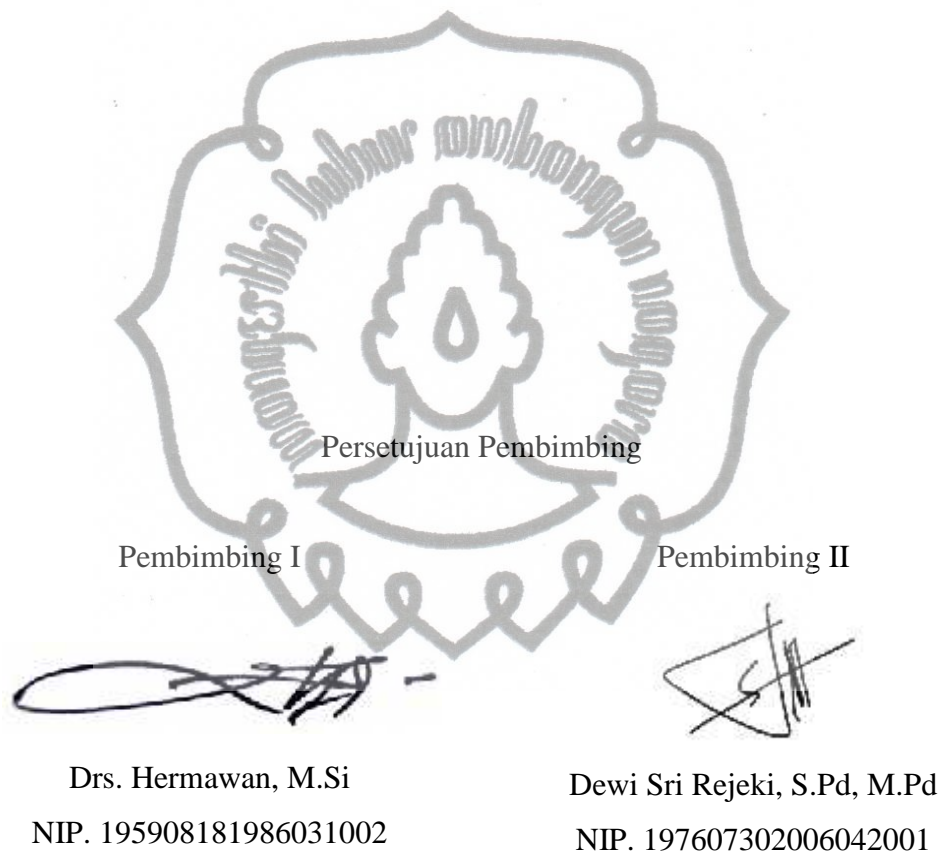 Persetujuan Pembimbing
Pembimbing I
Pembimbing II
Drs. Hermawan, M.Si
NIP. 195908181986031002
Dewi Sri Rejeki, S.Pd, M.Pd
NIP. 197607302006042001